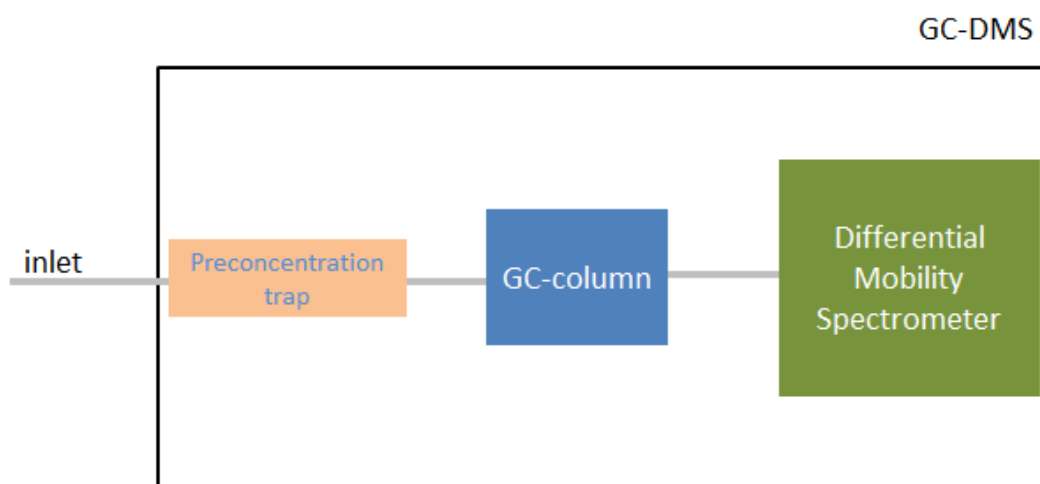 GC-DMS
inlet
Preconcentration
trap
GC-column
Differential
Mobility
Spectrometer